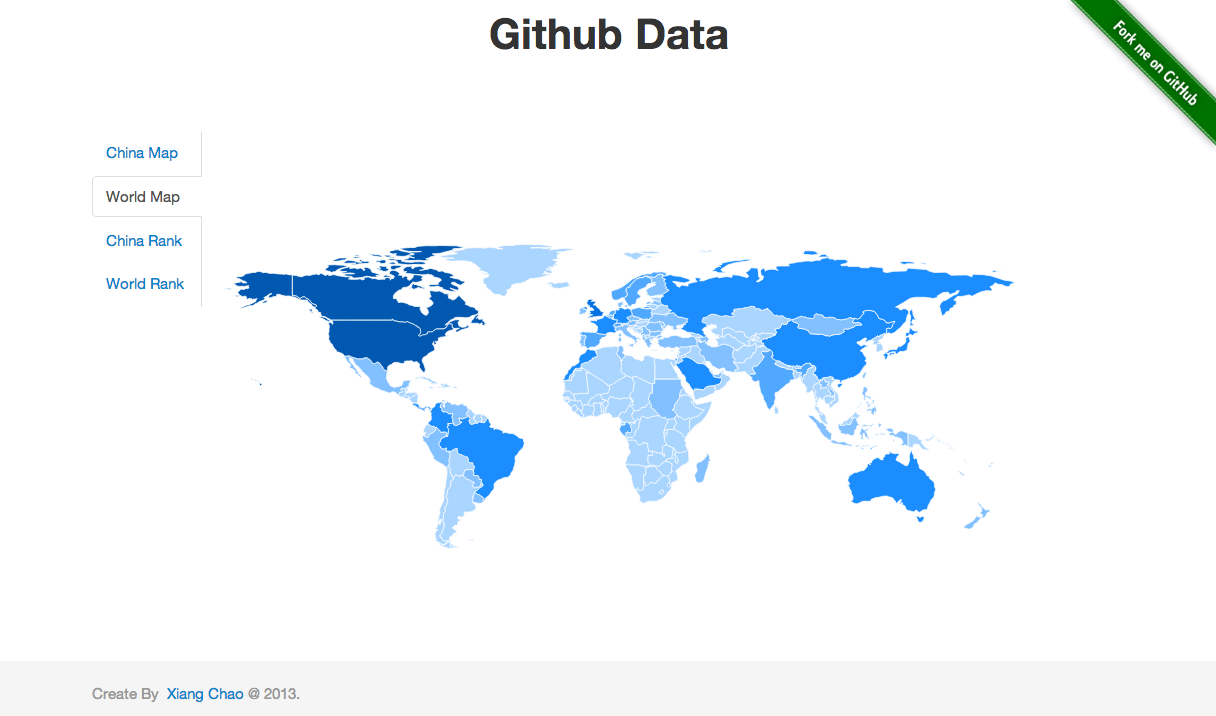 Github Data
Fork me on GitHub
China Map
World Map
China Rank
World Rank
Create By Xiang Chao @ 2013.